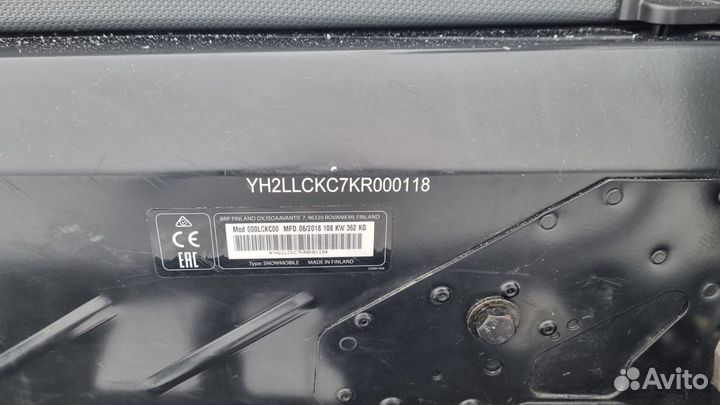 YH2LLCKC7KR000118
BRP FINLAND OY, ISOAAVANTIE 7, 96320 ROVANIEMI, FINLAND
Mod 000LCKC00 MFD. 06/2018 108 KW 362 KG
*YH2LLCKC7KR000118*
Type: SNOWMOBILE MADE IN FINLAND
CE
EAC
Avito